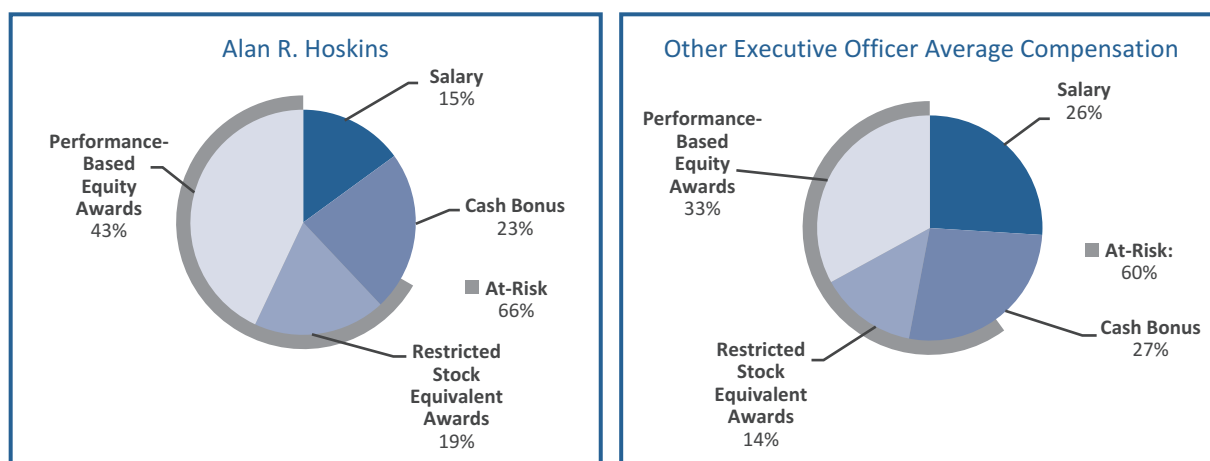 Alan R. Hoskins
Salary
15%
Performance-
Based
Equity
Awards
43%
Cash Bonus
23%
At-Risk
66%
Restricted
Stock
Equivalent
Awards
19%
Other Executive Officer Average Compensation
Salary
26%
Performance-
Based
Equity
Awards
33%
At-Risk:
60%
Cash Bonus
27%
Restricted
Stock
Equivalent
Awards
14%